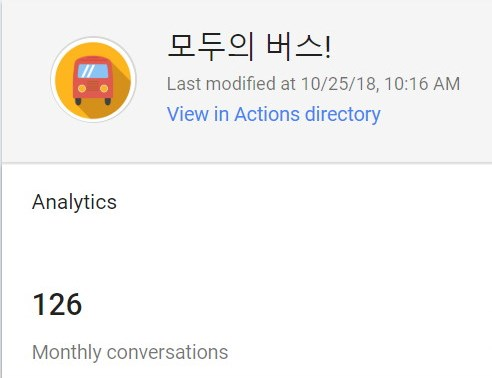 모두의 버스!
Last modified at 10/25/18, 10:16 AM
View in Actions directory
Analytics
126
Monthly conversations